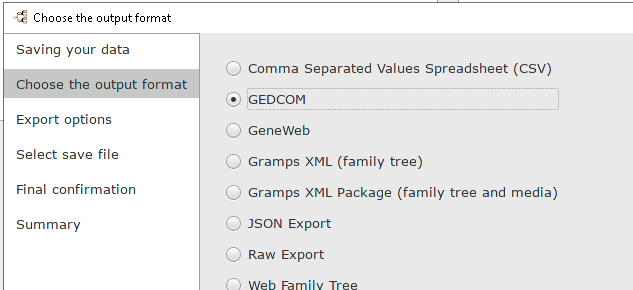 Choose the output format
Saving your data
Choose the output format
Export options
Select save file
Final confirmation
Summary
Comma Separated Values Spreadsheet (CSV)
GEDCOM
GeneWeb
Gramps XML (family tree)
Gramps XML Package (family tree and media)
JSON Export
Raw Export
Web Family Tree